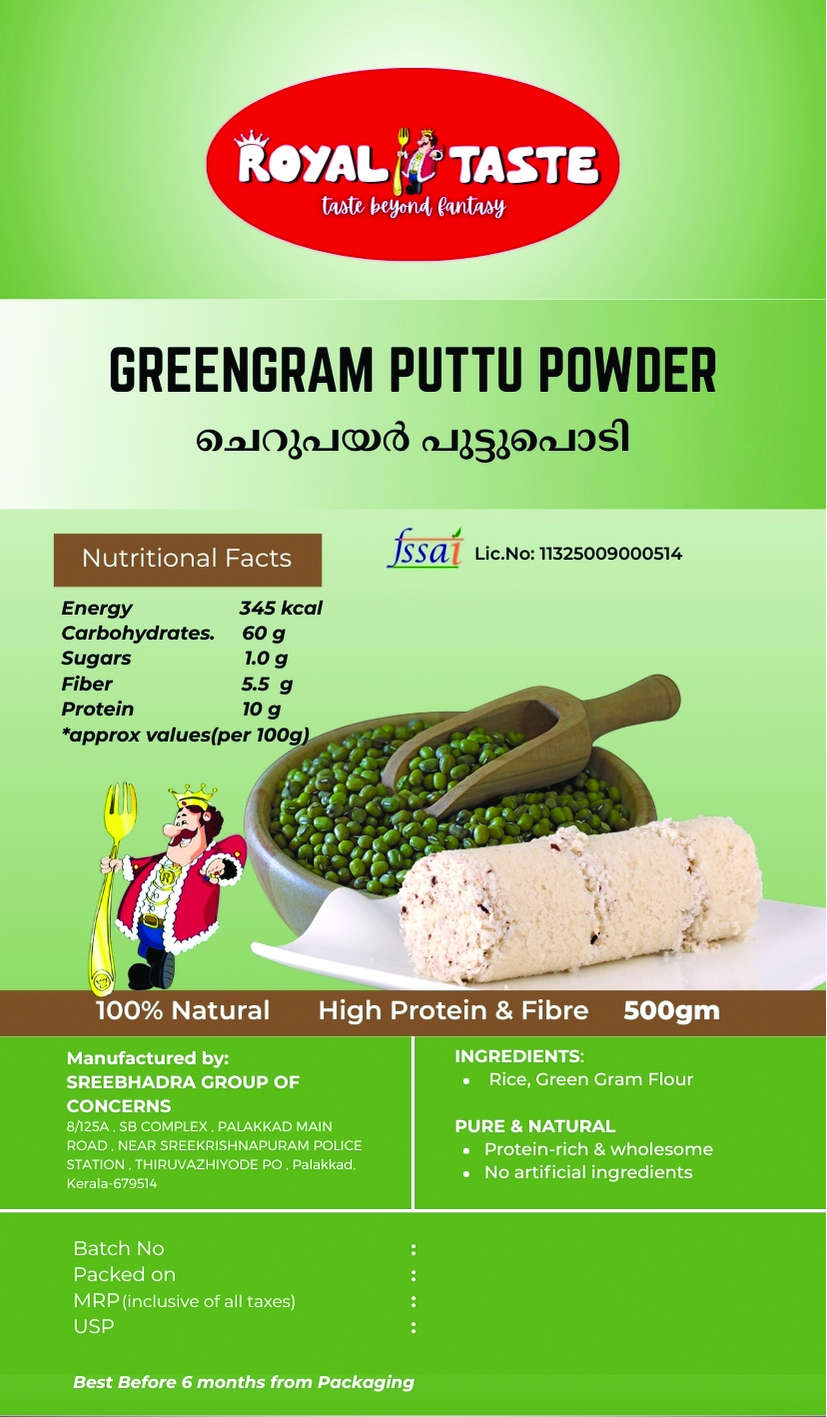 ROYAL TASTE
taste beyond fantasy
GREENGRAM PUTTU POWDER
ചെറുപയർ പുട്ടുപൊടി
Nutritional Facts
fssai Lic.No: 11325009000514
Energy 345 kcal
Carbohydrates. 60 g
Sugars 1.0 g
Fiber 5.5 g
Protein 10 g
*approx values(per 100g)
100% Natural High Protein & Fibre 500gm
Manufactured by:
SREEBHADRA GROUP OF
CONCERNS
8/125A , SB COMPLEX , PALAKKAD MAIN
ROAD , NEAR SREEKRISHNAPURAM POLICE
STATION , THIRUVAZHIYODE PO , Palakkad,
Kerala-679514
INGREDIENTS:
• Rice, Green Gram Flour
PURE & NATURAL
• Protein-rich & wholesome
• No artificial ingredients
Batch No :
Packed on :
MRP(inclusive of all taxes) :
USP :
Best Before 6 months from Packaging